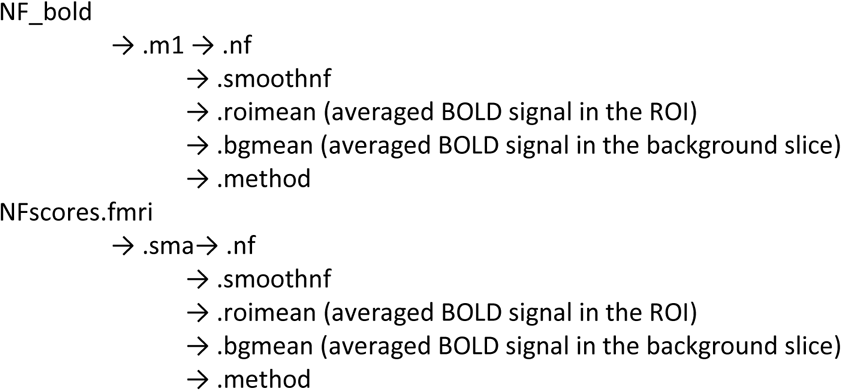 NF_bold
→ .m1 → .nf
→ .smoothnf
→ .roimean (averaged BOLD signal in the ROI)
→ .bgmean (averaged BOLD signal in the background slice)
→ .method
NFscores.fmri
→ .sma→ .nf
→ .smoothnf
→ .roimean (averaged BOLD signal in the ROI)
→ .bgmean (averaged BOLD signal in the background slice)
→ .method